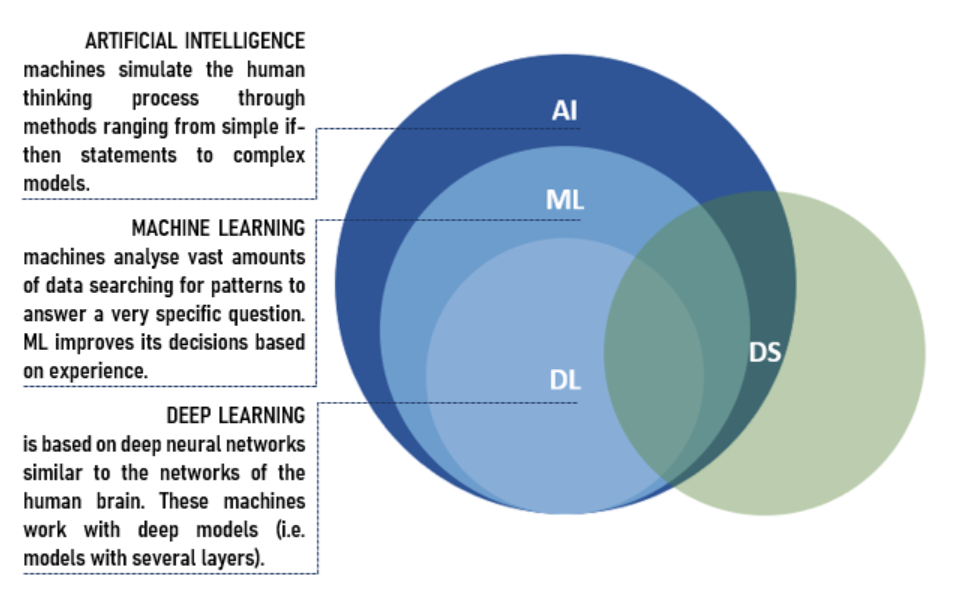 ARTIFICIAL INTELLIGENCE
machines simulate the human
thinking process through
methods ranging from simple if-
then statements to complex
models.
MACHINE LEARNING
machines analyse vast amounts
of data searching for patterns to
answer a very specific question.
ML improves its decisions based
on experience.
DEEP LEARNING
is based on deep neural networks
similar to the networks of the
human brain. These machines
work with deep models (i.e.
models with several layers).
AI
ML
DS
DL